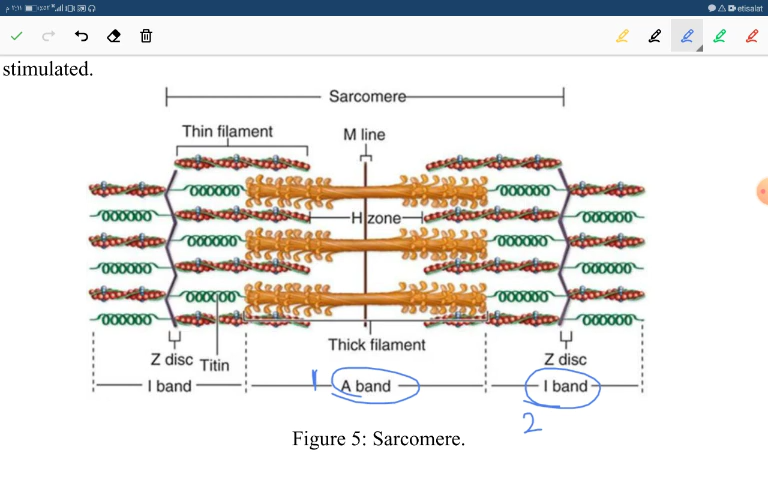 etisalat
stimulated.
Sarcomere
Thin filament
M line
H zone
Thick filament
Z disc
Titin
Z disc
I band
1
A band
I band
2
Figure 5: Sarcomere.